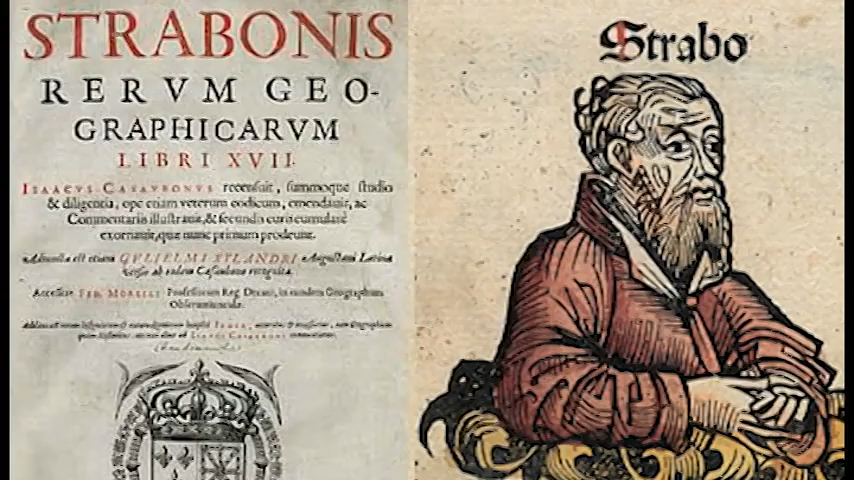 STRABONIS
RERVM GEO-
GRAPHICARVM
LIBRI XVII.
ISAACVS CASAVBONVS recensuit, summoque studio
& diligentia, ope etiam veterum codicum, emendauit, ac
Commentariis illustrauit, & secundis curis cumulatè
exornauit, quæ nunc primum prodeunt.
Adiuncta est etiam GVLIELMI XYLANDRI Augustani Latina
versio ab eodem Casaubono recognita.
Accessere FED. MORELLI Professorum Reg. Decani, in eundem Geographum
Obseruatiunculæ.
Strabo